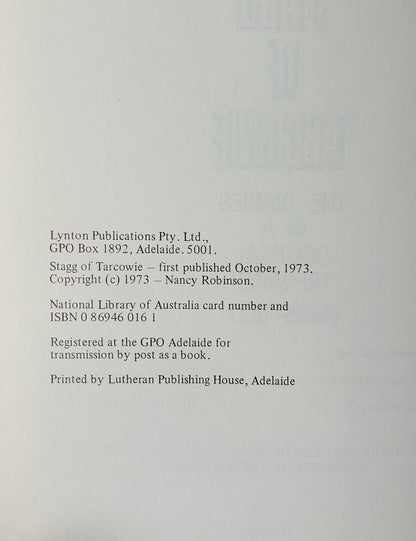 Lynton Publications Pty. Ltd.,
GPO Box 1892, Adelaide. 5001.
Stagg of Tarcowie – first published October, 1973.
Copyright (c) 1973 – Nancy Robinson.
National Library of Australia card number and
ISBN 0 86946 016 1
Registered at the GPO Adelaide for
transmission by post as a book.
Printed by Lutheran Publishing House, Adelaide